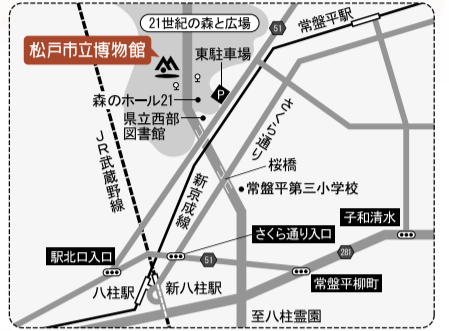 21世紀の森と広場
51
常盤平駅
松戸市立博物館
東駐車場
P
森のホール21
県立西部
図書館
さくら通り
JR武蔵野線
桜橋
新京成線
常盤平第三小学校
子和清水
さくら通り入口
駅北口入口
51
281
八柱駅
新八柱駅
常盤平柳町
至八柱霊園